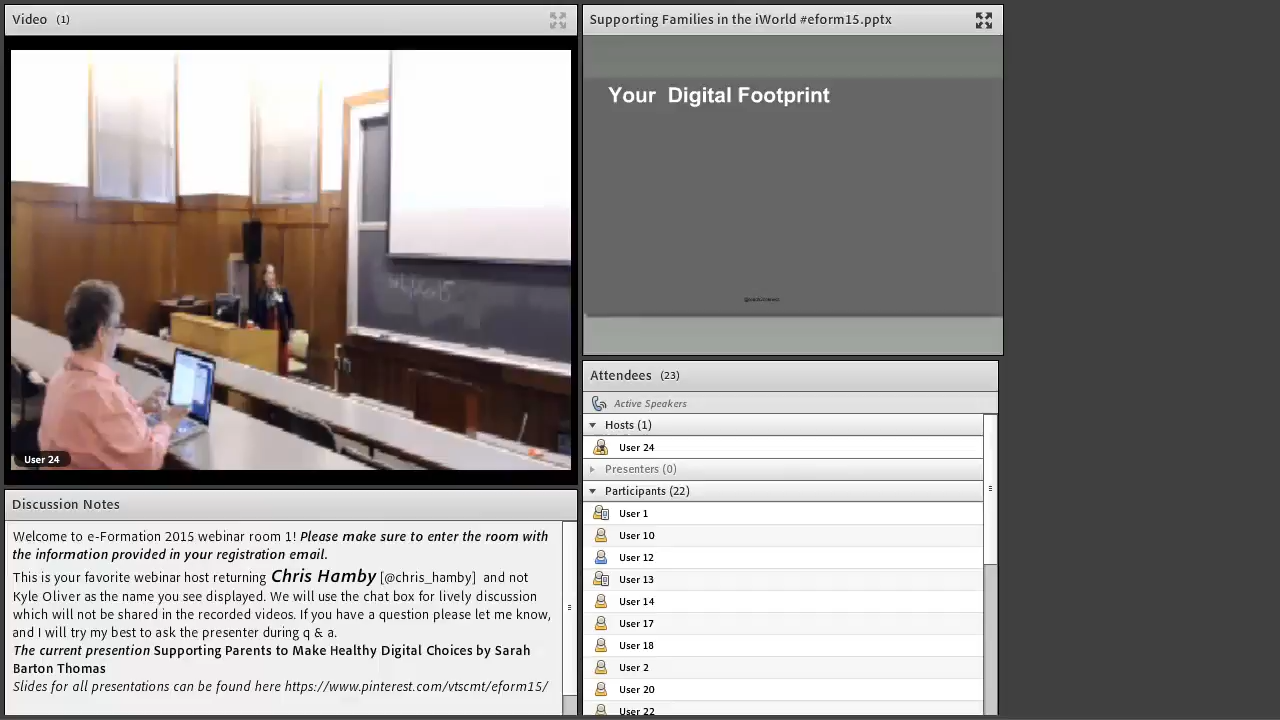 Video (1)
User 24
Supporting Families in the iWorld #eform15.pptx
Your Digital Footprint
Discussion Notes
Welcome to e-Formation 2015 webinar room 1! Please make sure to enter the room with
the information provided in your registration email.
This is your favorite webinar host returning Chris Hamby [@chris_hamby] and not
Kyle Oliver as the name you see displayed. We will use the chat box for lively discussion
which will not be shared in the recorded videos. If you have a question please let me know,
and I will try my best to ask the presenter during q & a.
The current presention Supporting Parents to Make Healthy Digital Choices by Sarah
Barton Thomas
Slides for all presentations can be found here https://www.pinterest.com/vtscmt/eform15/
Attendees (23)
Active Speakers
Hosts (1)
User 24
Presenters (0)
Participants (22)
User 1
User 10
User 12
User 13
User 14
User 17
User 18
User 2
User 20
User 22